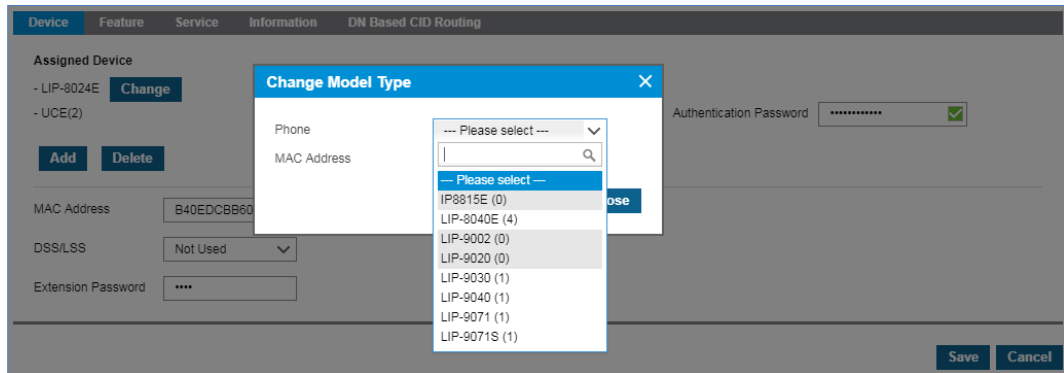 Device Feature Service Information DN Based CID Routing
Assigned Device
- LIP-8024E Change
- UCE(2)
Add Delete
Authentication Password ••••••••••••
MAC Address B40EDCBB60
DSS/LSS Not Used
Extension Password ••••
Change Model Type
Phone --- Please select ---
MAC Address
--- Please select ---
IP8815E (0)
LIP-8040E (4)
LIP-9002 (0)
LIP-9020 (0)
LIP-9030 (1)
LIP-9040 (1)
LIP-9071 (1)
LIP-9071S (1)
Save Cancel